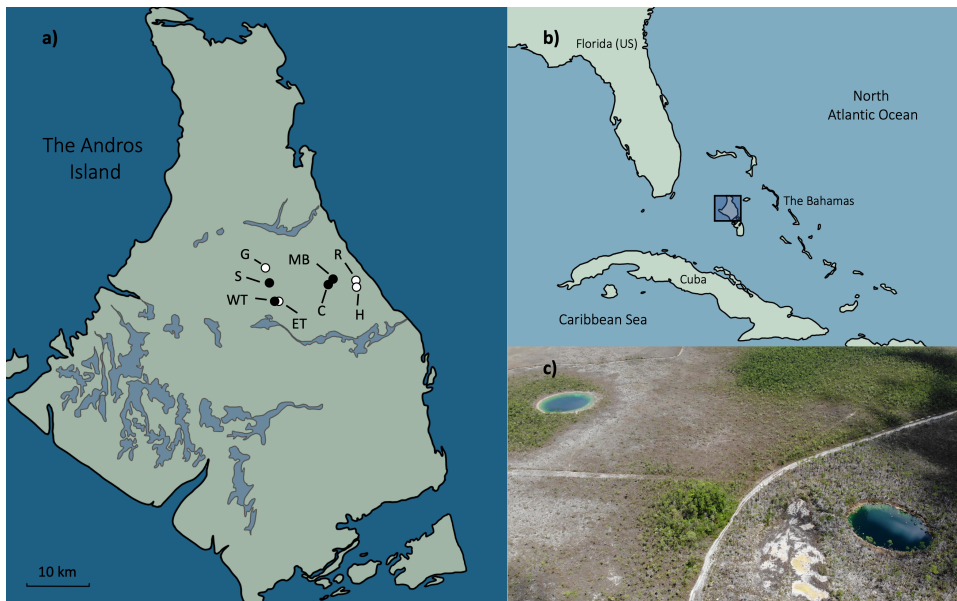 a)
The Andros
Island
G
S
WT
ET
MB
C
R
H
10 km
b)
Florida (US)
North
Atlantic Ocean
The Bahamas
Cuba
Caribbean Sea
c)